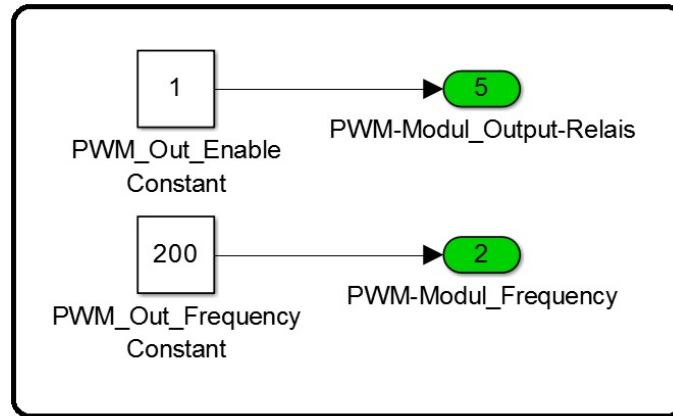 1
5
PWM_Out_Enable
Constant
PWM-Modul_Output-Relais
200
2
PWM_Out_Frequency
Constant
PWM-Modul_Frequency